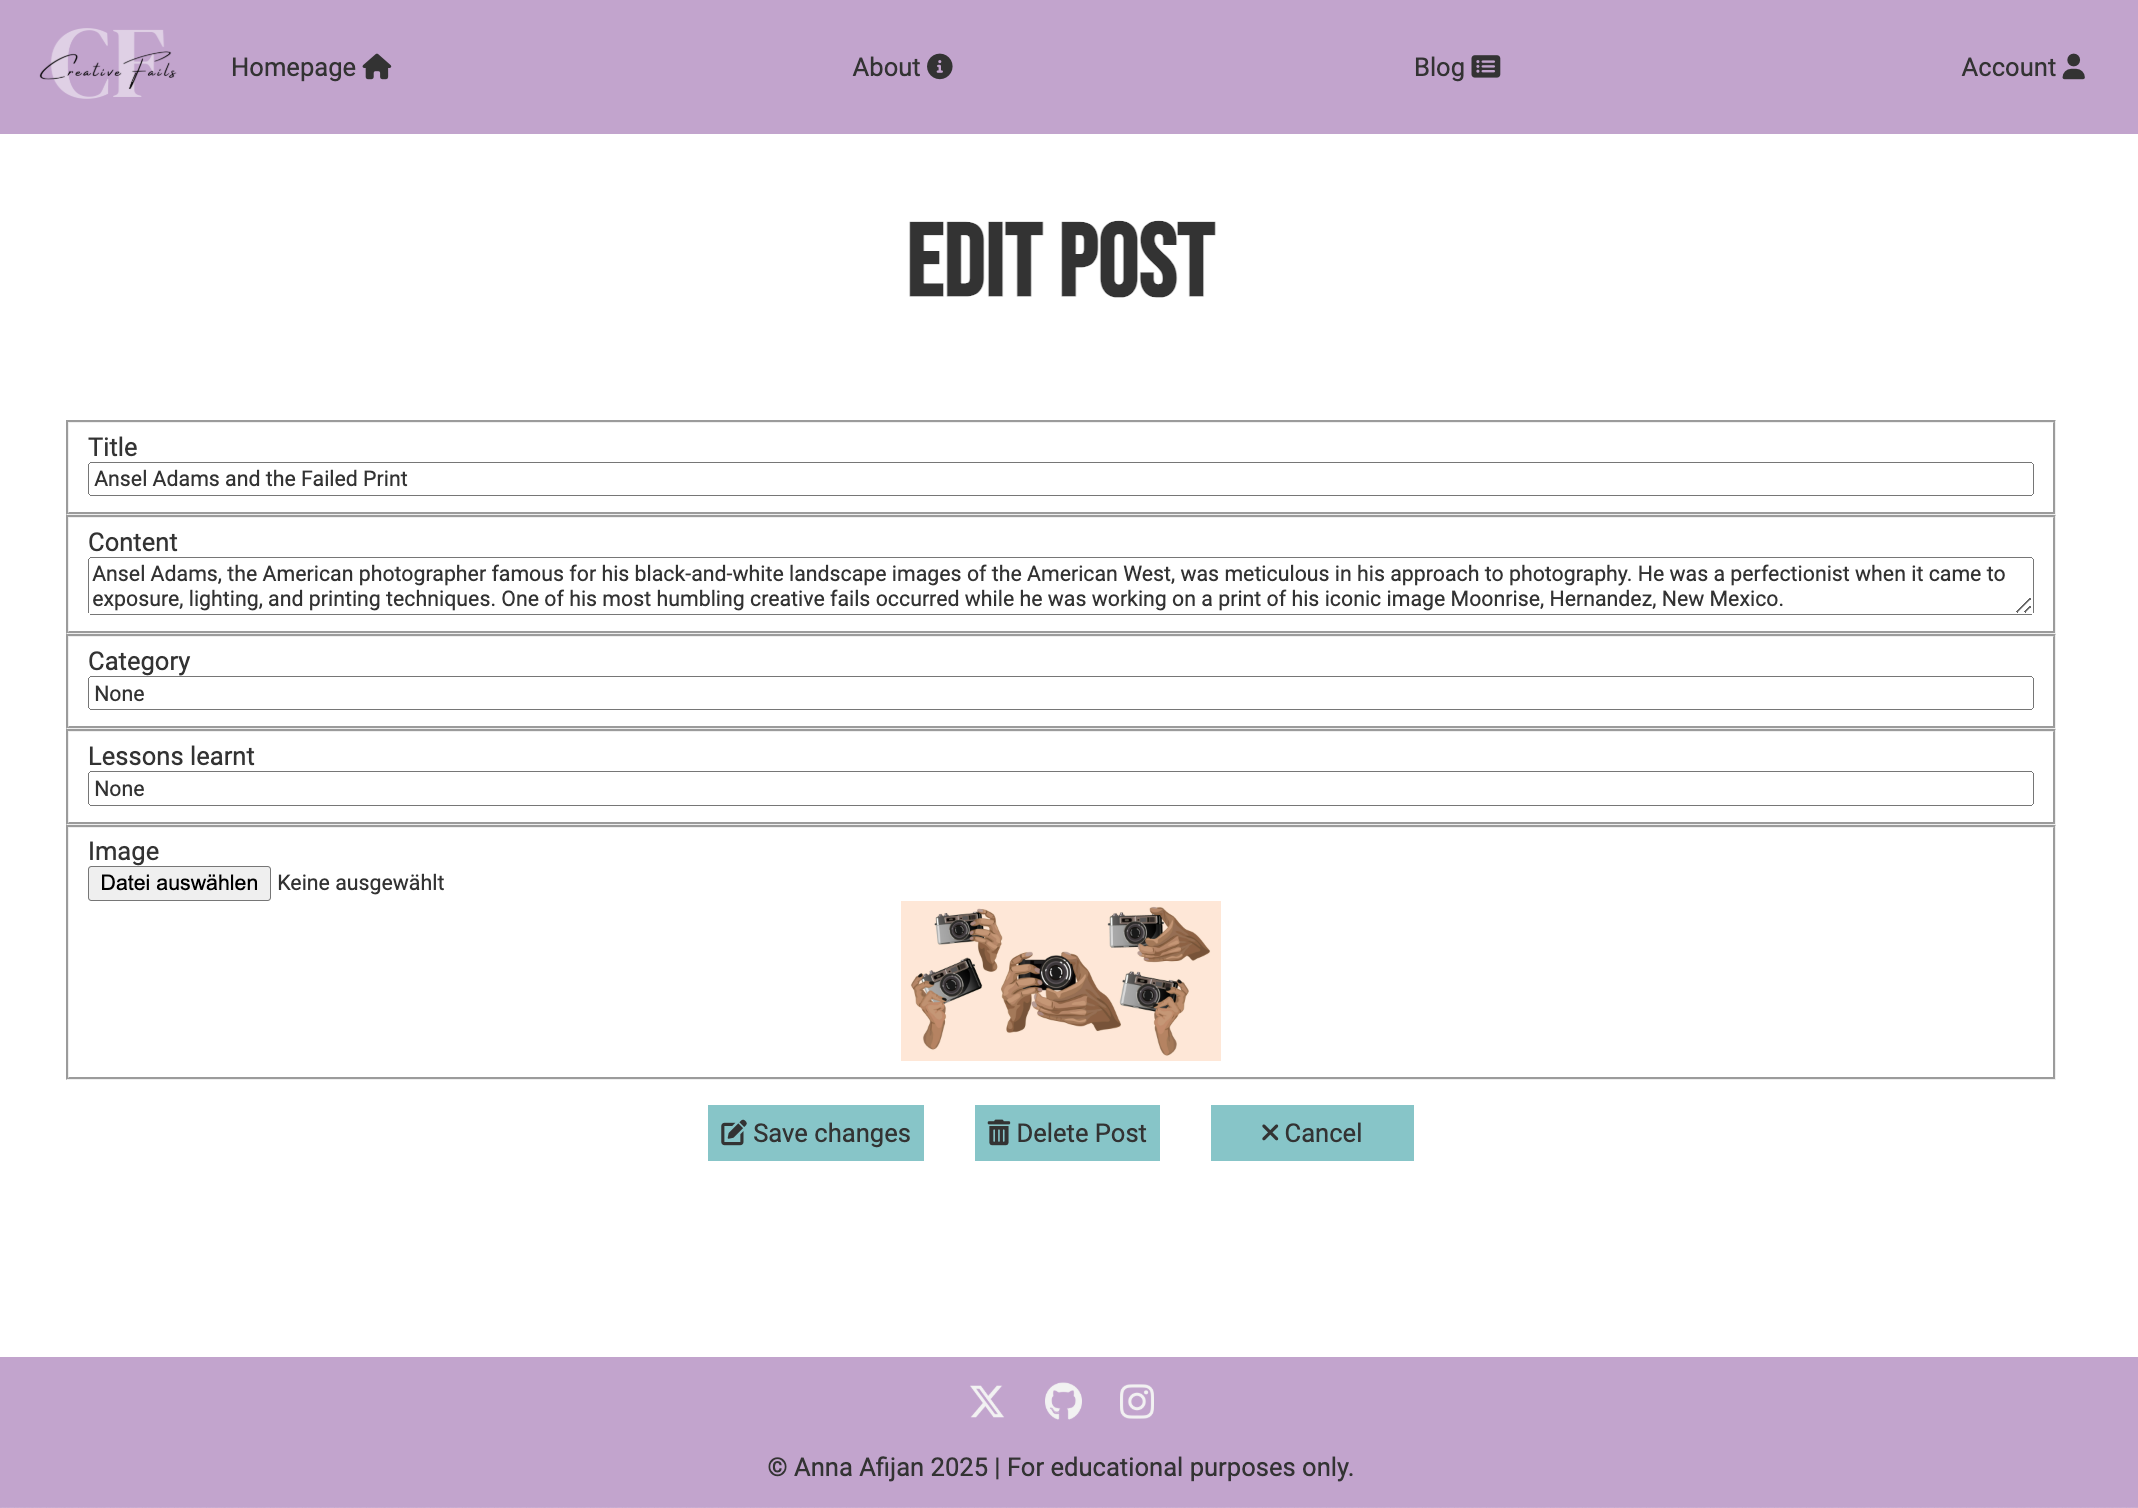 CF
Creative Fails
Homepage
About
Blog
Account
EDIT POST
Title
Ansel Adams and the Failed Print
Content
Ansel Adams, the American photographer famous for his black-and-white landscape images of the American West, was meticulous in his approach to photography. He was a perfectionist when it came to
exposure, lighting, and printing techniques. One of his most humbling creative fails occurred while he was working on a print of his iconic image Moonrise, Hernandez, New Mexico.
Category
None
Lessons learnt
None
Image
Datei auswählen Keine ausgewählt
Save changes
Delete Post
Cancel
© Anna Afijan 2025 | For educational purposes only.